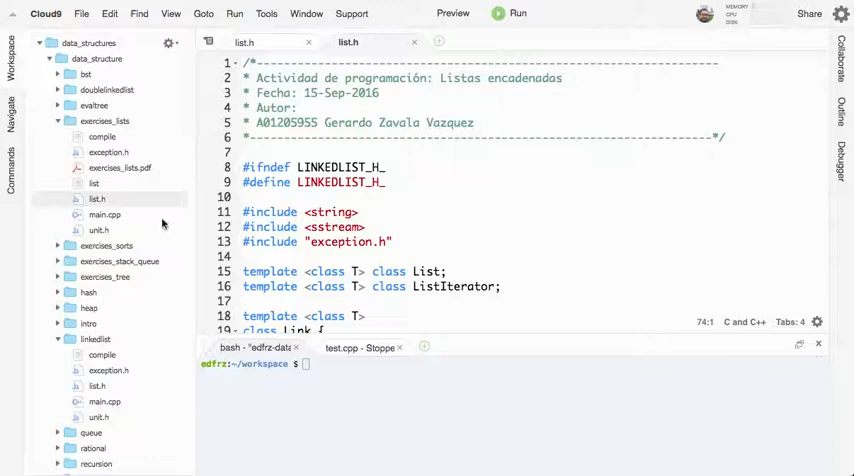 Cloud9 File Edit Find View Goto Run Tools Window Support Preview Run MEMORY CPU DISK Share
Workspace
Navigate
Commands
data_structures
data_structure
bst
doublelinkedlist
evaltree
exercises_lists
compile
exception.h
exercises_lists.pdf
list
list.h
main.cpp
unit.h
exercises_sorts
exercises_stack_queue
exercises_tree
hash
heap
intro
linkedlist
compile
exception.h
list.h
main.cpp
unit.h
queue
rational
recursion
list.h × list.h ×
1 /*-----------------------------------------------------------------
2 * Actividad de programación: Listas encadenadas
3 * Fecha: 15-Sep-2016
4 * Autor:
5 * A01205955 Gerardo Zavala Vazquez
6 *----------------------------------------------------------------*/
7
8 #ifndef LINKEDLIST_H_
9 #define LINKEDLIST_H_
10
11 #include <string>
12 #include <sstream>
13 #include "exception.h"
14
15 template <class T> class List;
16 template <class T> class ListIterator;
17
18 template <class T>
19 class Link {
74:1 C and C++ Tabs: 4
bash - "edfrz-data × test.cpp - Stoppe ×
edfrz:~/workspace $
Collaborate
Outline
Debugger